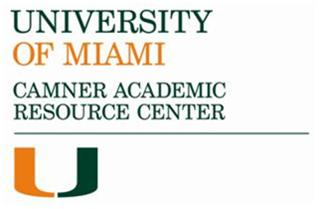 UNIVERSITY
OF MIAMI
CAMNER ACADEMIC
RESOURCE CENTER
U